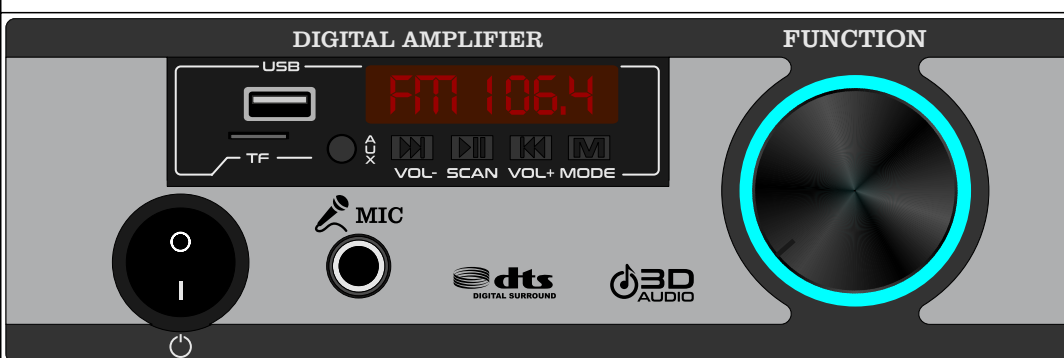 DIGITAL AMPLIFIER
FUNCTION
USB
FM 106.4
AUX
TF
M
VOL- SCAN VOL+ MODE
MIC
dts
DIGITAL SURROUND
3D
AUDIO